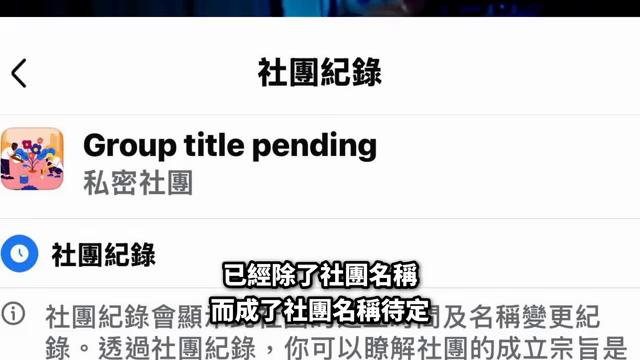 社團紀錄
Group title pending
私密社團
社團紀錄
已經除了社團名稱
而成了社團名稱待定
社團紀錄會顯示 間及名稱變更紀
錄。透過社團紀錄，你可以瞭解社團的成立宗旨是